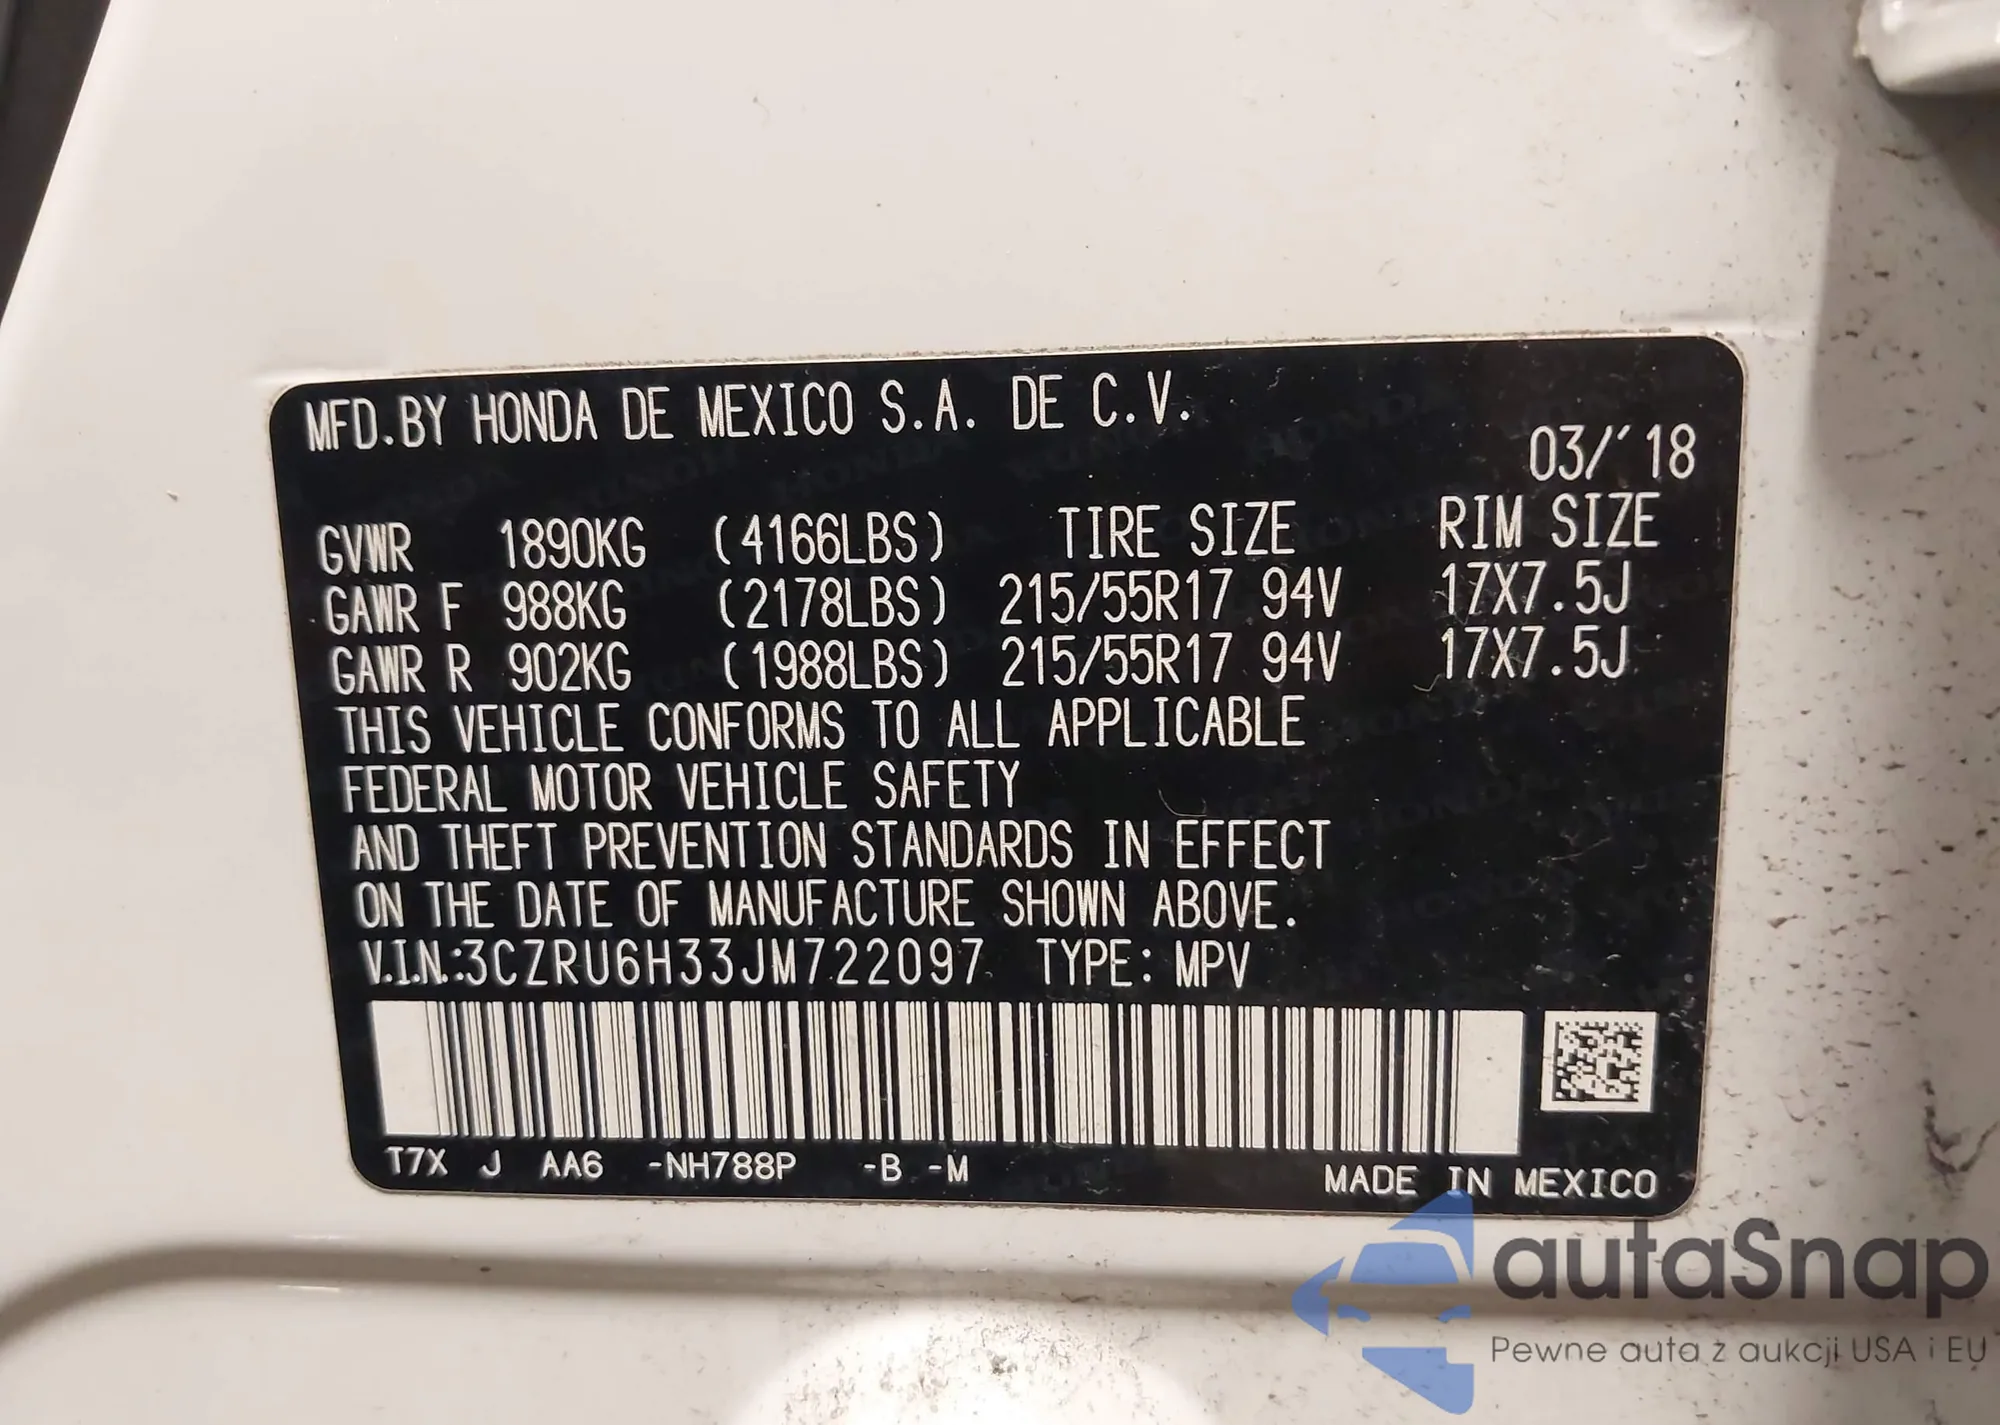 MFD.BY HONDA DE MEXICO S.A. DE C.V.
03/'18
GVWR 1890KG (4166LBS) TIRE SIZE RIM SIZE
GAWR F 988KG (2178LBS) 215/55R17 94V 17X7.5J
GAWR R 902KG (1988LBS) 215/55R17 94V 17X7.5J
THIS VEHICLE CONFORMS TO ALL APPLICABLE
FEDERAL MOTOR VEHICLE SAFETY
AND THEFT PREVENTION STANDARDS IN EFFECT
ON THE DATE OF MANUFACTURE SHOWN ABOVE.
V.I.N.:3CZRU6H33JM722097 TYPE: MPV
T7X J AA6 -NH788P -B -M MADE IN MEXICO
autaSnap
Pewne auta z aukcji USA i EU